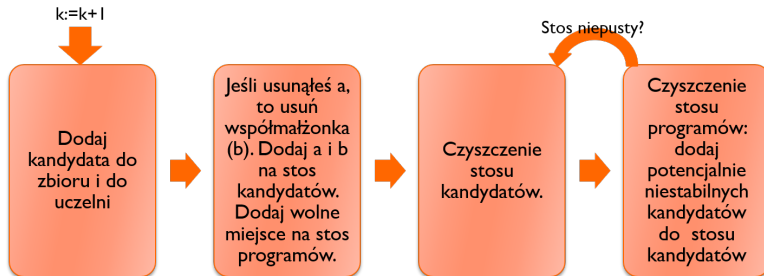 k:=k+1
Stos niepusty?
Dodaj
kandydata do
zbioru i do
uczelni
Jeśli usunąłeś a,
to usuń
współmałżonka
(b). Dodaj a i b
na stos
kandydatów.
Dodaj wolne
miejsce na stos
programów.
Czyszczenie
stosu
kandydatów.
Czyszczenie
stosu
programów:
dodaj
potencjalnie
niestabilnych
kandydatów
do stosu
kandydatów